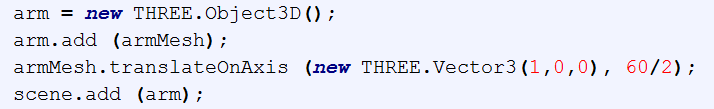 arm = new THREE.Object3D();
arm.add (armMesh);
armMesh.translateOnAxis (new THREE.Vector3(1,0,0), 60/2);
scene.add (arm);